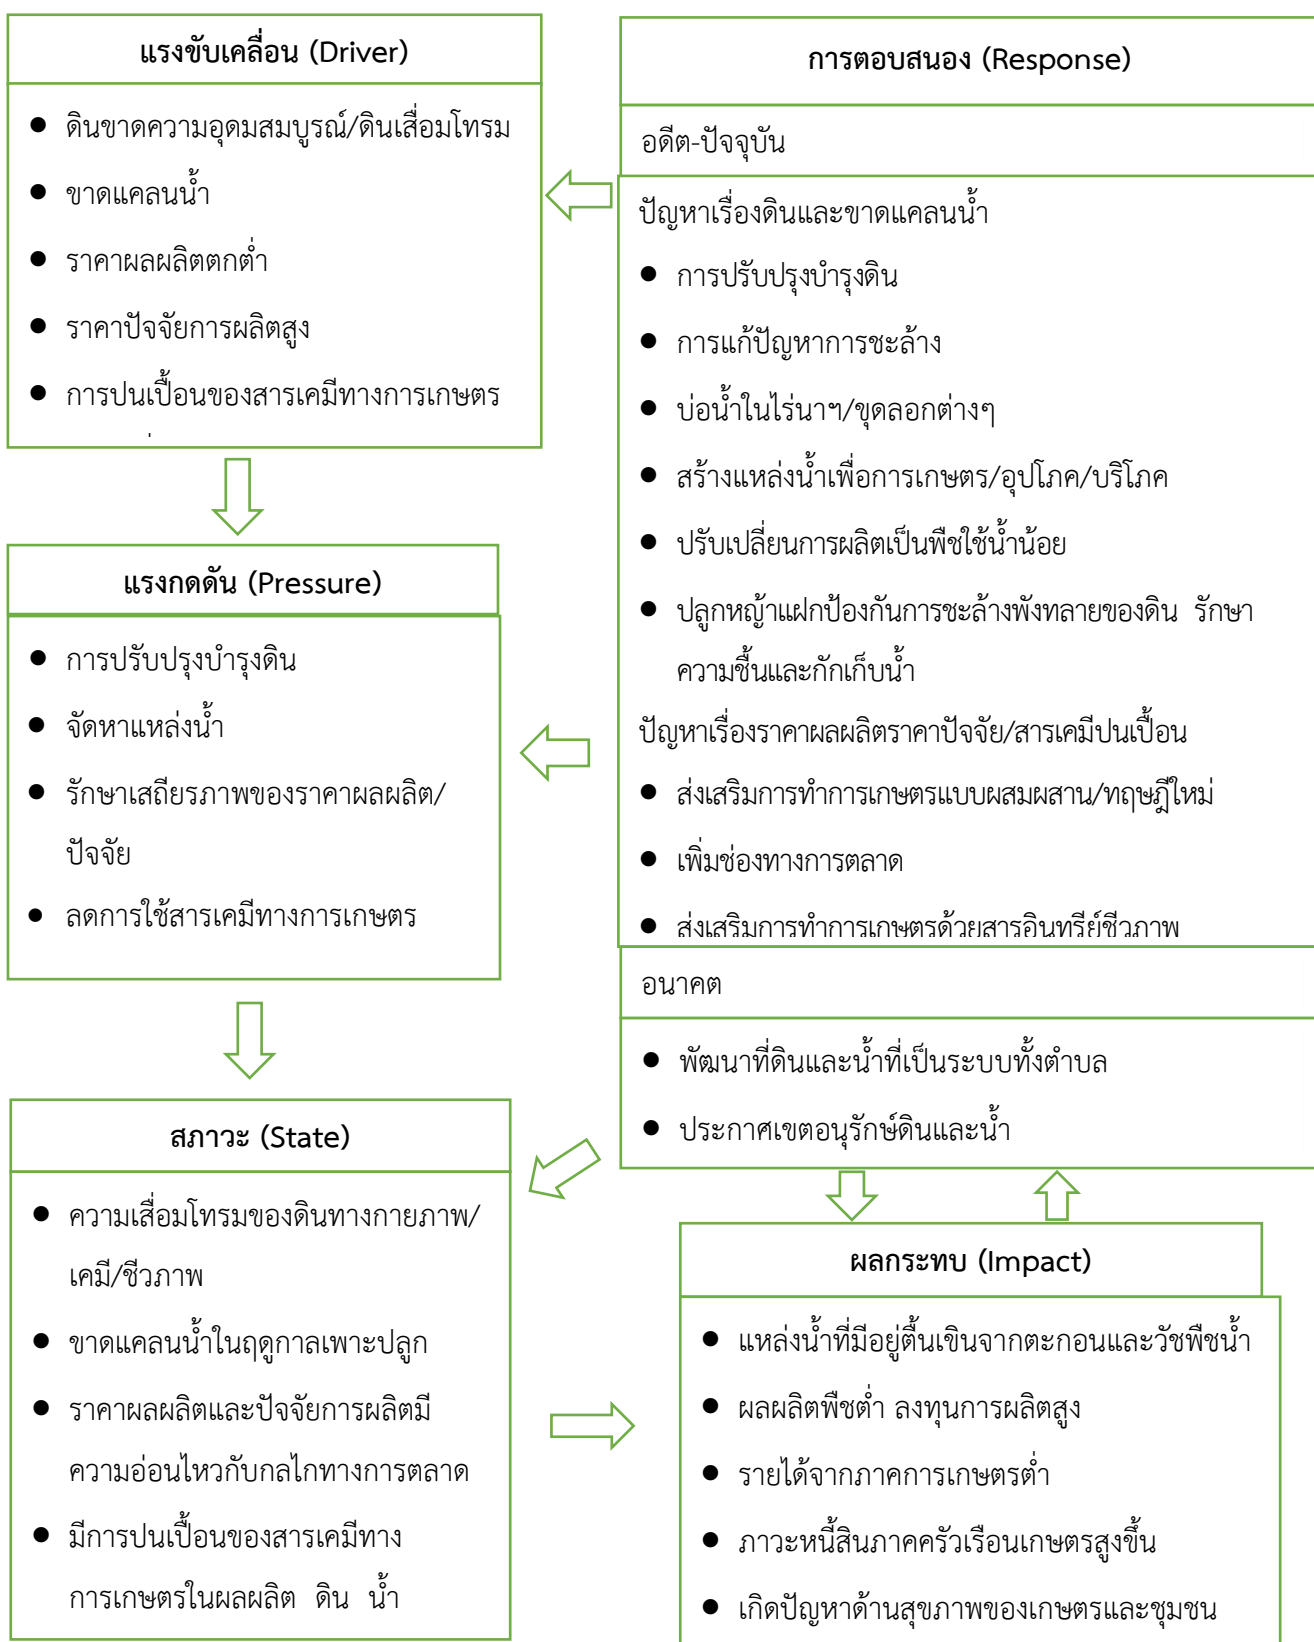 แรงขับเคลื่อน (Driver)
● ดินขาดความอุดมสมบูรณ์/ดินเสื่อมโทรม
● ขาดแคลนน้ำ
● ราคาผลผลิตตกต่ำ
● ราคาปัจจัยการผลิตสูง
● การปนเปื้อนของสารเคมีทางการเกษตร
แรงกดดัน (Pressure)
● การปรับปรุงบำรุงดิน
● จัดหาแหล่งน้ำ
● รักษาเสถียรภาพของราคาผลผลิต/
ปัจจัย
● ลดการใช้สารเคมีทางการเกษตร
สภาวะ (State)
● ความเสื่อมโทรมของดินทางกายภาพ/
เคมี/ชีวภาพ
● ขาดแคลนน้ำในฤดูกาลเพาะปลูก
● ราคาผลผลิตและปัจจัยการผลิตมี
ความอ่อนไหวกับกลไกทางการตลาด
● มีการปนเปื้อนของสารเคมีทาง
การเกษตรในผลผลิต ดิน น้ำ
การตอบสนอง (Response)
อดีต-ปัจจุบัน
ปัญหาเรื่องดินและขาดแคลนน้ำ
● การปรับปรุงบำรุงดิน
● การแก้ปัญหาการชะล้าง
● บ่อน้ำในไร่นาฯ/ขุดลอกต่างๆ
● สร้างแหล่งน้ำเพื่อการเกษตร/อุปโภค/บริโภค
● ปรับเปลี่ยนการผลิตเป็นพืชใช้น้ำน้อย
● ปลูกหญ้าแฝกป้องกันการชะล้างพังทลายของดิน รักษา
ความชื้นและกักเก็บน้ำ
ปัญหาเรื่องราคาผลผลิตราคาปัจจัย/สารเคมีปนเปื้อน
● ส่งเสริมการทำการเกษตรแบบผสมผสาน/ทฤษฎีใหม่
● เพิ่มช่องทางการตลาด
● ส่งเสริมการทำการเกษตรด้วยสารอินทรีย์ชีวภาพ
อนาคต
● พัฒนาที่ดินและน้ำที่เป็นระบบทั้งตำบล
● ประกาศเขตอนุรักษ์ดินและน้ำ
ผลกระทบ (Impact)
● แหล่งน้ำที่มีอยู่ตื้นเขินจากตะกอนและวัชพืชน้ำ
● ผลผลิตพืชต่ำ ลงทุนการผลิตสูง
● รายได้จากภาคการเกษตรต่ำ
● ภาวะหนี้สินภาคครัวเรือนเกษตรสูงขึ้น
● เกิดปัญหาด้านสุขภาพของเกษตรและชุมชน